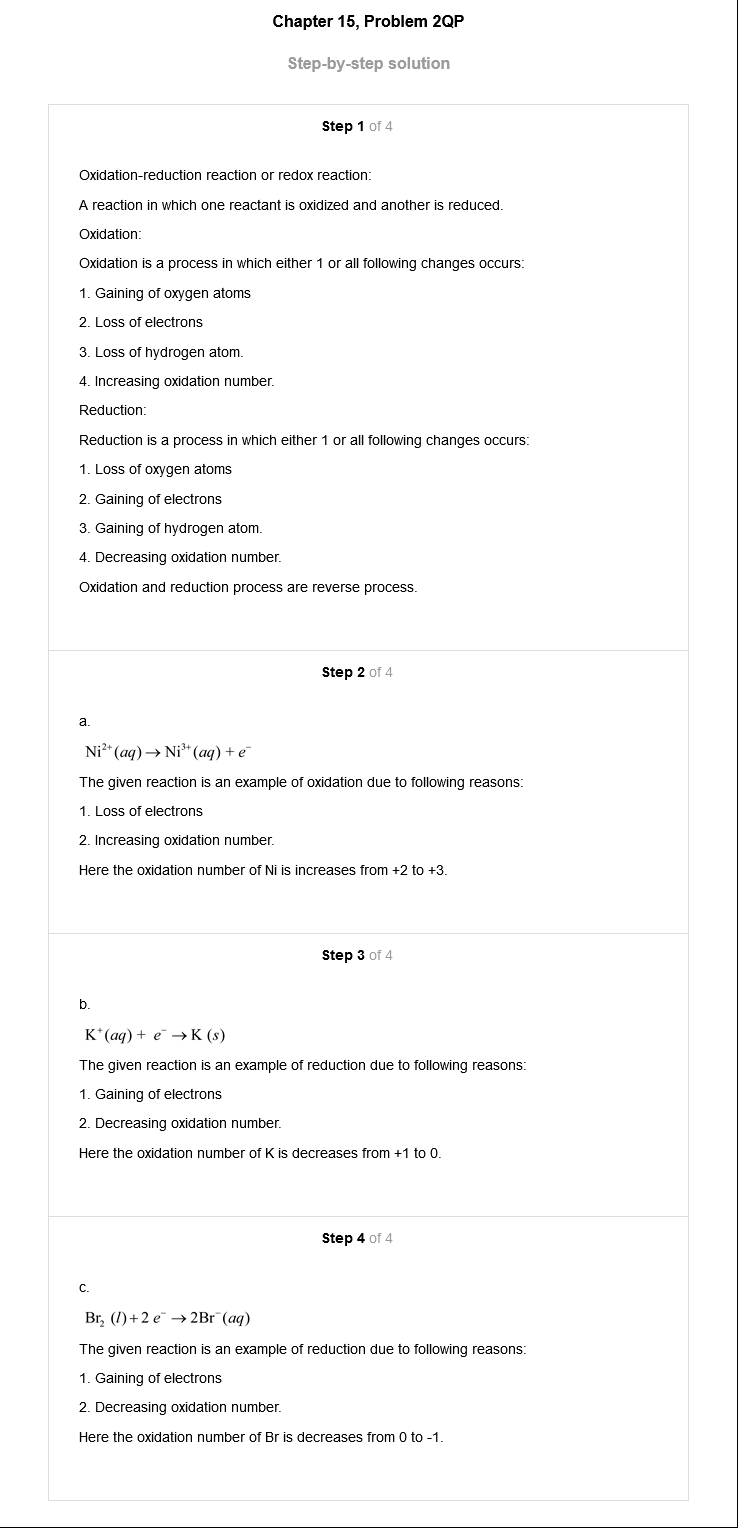 Chapter 15, Problem 2QP
Step-by-step solution
Step 1 of 4
Oxidation-reduction reaction or redox reaction:
A reaction in which one reactant is oxidized and another is reduced.
Oxidation:
Oxidation is a process in which either 1 or all following changes occurs:
1. Gaining of oxygen atoms
2. Loss of electrons
3. Loss of hydrogen atom.
4. Increasing oxidation number.
Reduction:
Reduction is a process in which either 1 or all following changes occurs:
1. Loss of oxygen atoms
2. Gaining of electrons
3. Gaining of hydrogen atom.
4. Decreasing oxidation number.
Oxidation and reduction process are reverse process.
Step 2 of 4
a.
Ni²⁺(aq) → Ni³⁺(aq) + e⁻
The given reaction is an example of oxidation due to following reasons:
1. Loss of electrons
2. Increasing oxidation number.
Here the oxidation number of Ni is increases from +2 to +3.
Step 3 of 4
b.
K⁺(aq) + e⁻ → K (s)
The given reaction is an example of reduction due to following reasons:
1. Gaining of electrons
2. Decreasing oxidation number.
Here the oxidation number of K is decreases from +1 to 0.
Step 4 of 4
c.
Br₂ (l) + 2 e⁻ → 2Br⁻(aq)
The given reaction is an example of reduction due to following reasons:
1. Gaining of electrons
2. Decreasing oxidation number.
Here the oxidation number of Br is decreases from 0 to -1.